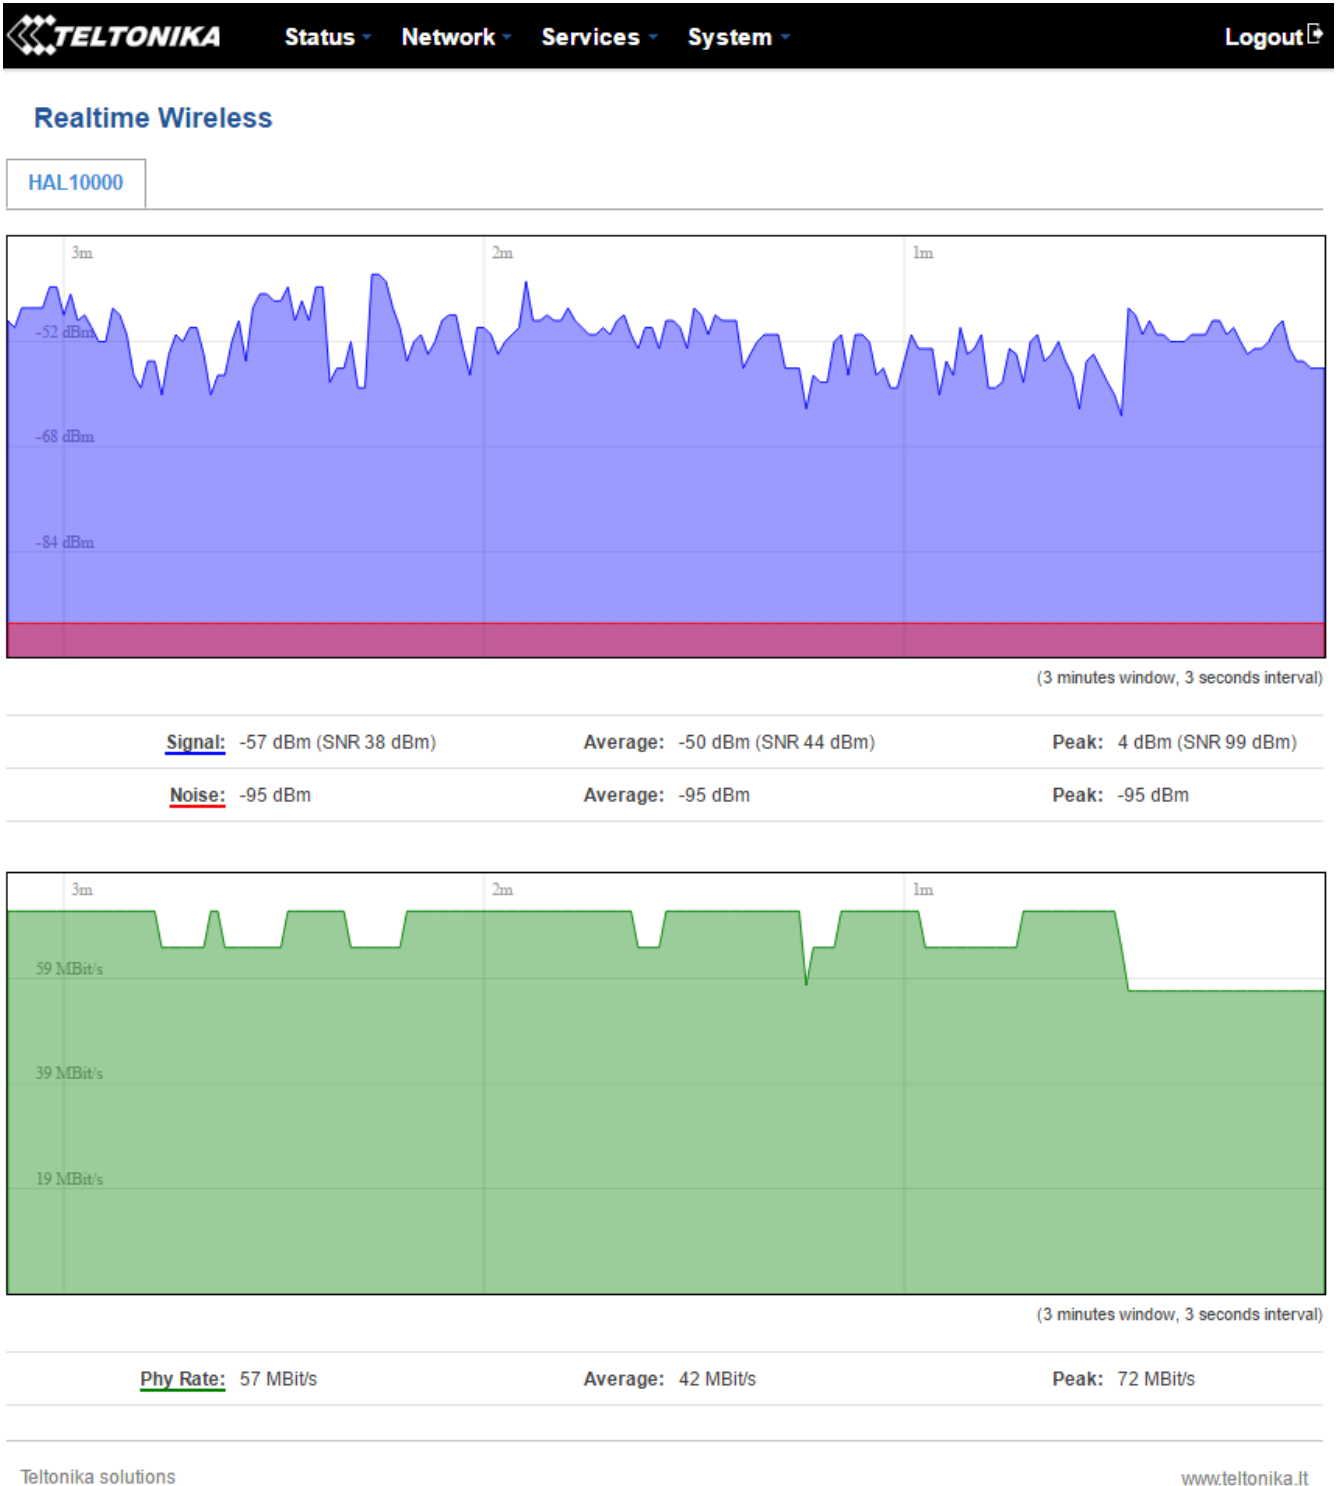 TELTONIKA Status Network Services System Logout
Realtime Wireless
HAL10000
3m 2m 1m
-52 dBm
-68 dBm
-84 dBm
(3 minutes window, 3 seconds interval)
Signal: -57 dBm (SNR 38 dBm) Average: -50 dBm (SNR 44 dBm) Peak: 4 dBm (SNR 99 dBm)
Noise: -95 dBm Average: -95 dBm Peak: -95 dBm
3m 2m 1m
59 MBit/s
39 MBit/s
19 MBit/s
(3 minutes window, 3 seconds interval)
Phy Rate: 57 MBit/s Average: 42 MBit/s Peak: 72 MBit/s
Teltonika solutions www.teltonika.lt